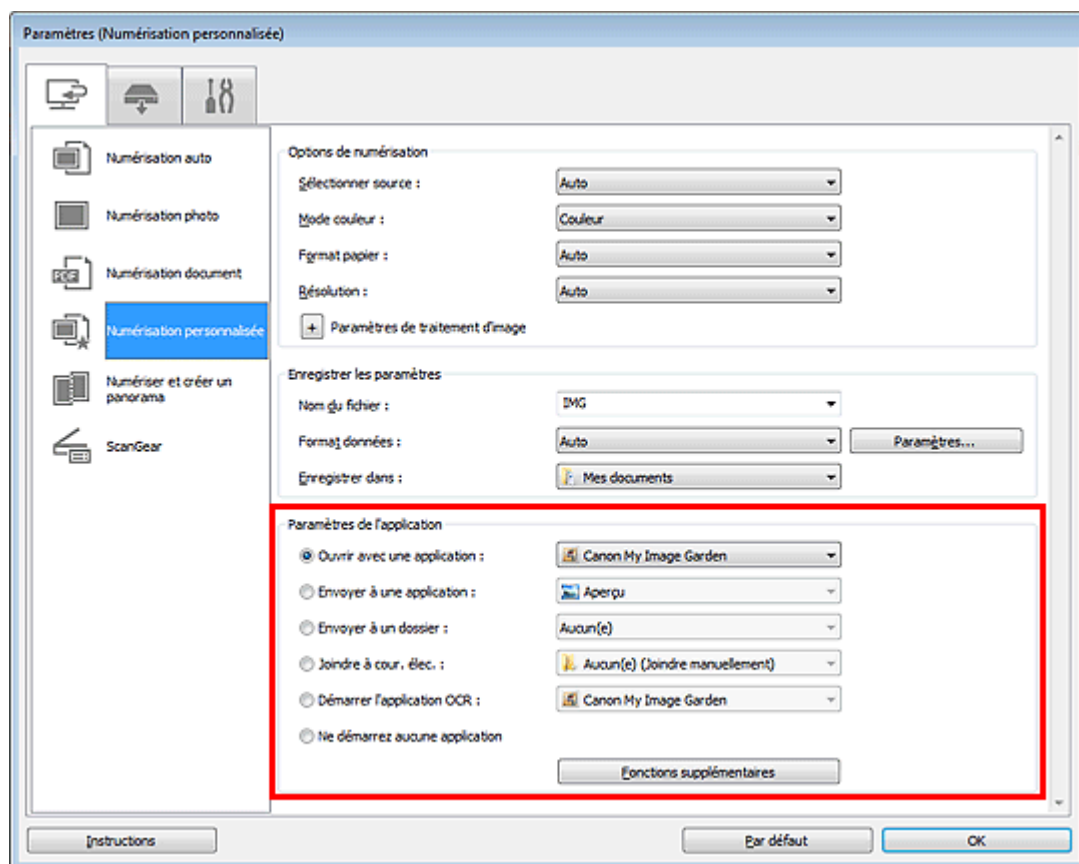 Paramètres (Numérisation personnalisée)
Numérisation auto
Numérisation photo
PDF
Numérisation document
Numérisation personnalisée
Numériser et créer un
panorama
ScanGear
Options de numérisation
Sélectionner source : Auto
Mode couleur : Couleur
Format papier : Auto
Résolution : Auto
+ Paramètres de traitement d'image
Enregistrer les paramètres
Nom du fichier : IMG
Format données : Auto Paramètres...
Enregistrer dans : Mes documents
Paramètres de l'application
Ouvrir avec une application : Canon My Image Garden
Envoyer à une application : Aperçu
Envoyer à un dossier : Aucun(e)
Joindre à cour. élec. : Aucun(e) (Joindre manuellement)
Démarrer l'application OCR : Canon My Image Garden
Ne démarrez aucune application
Fonctions supplémentaires
Instructions Par défaut OK